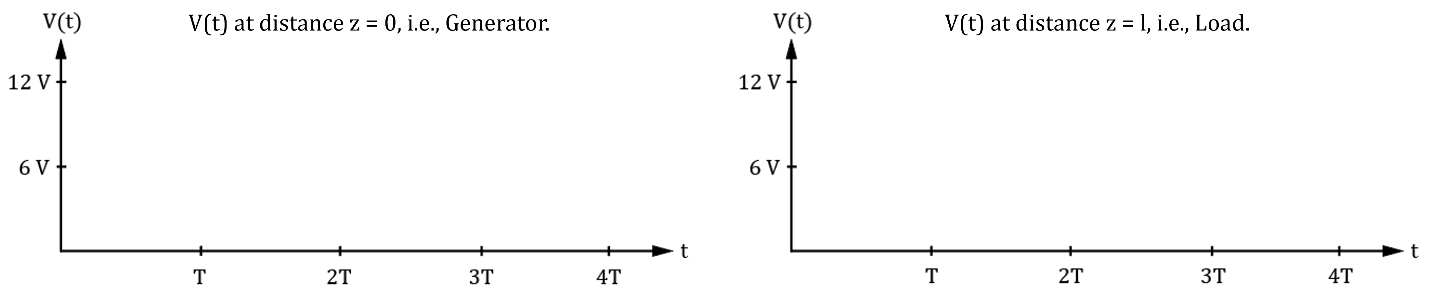 V(t) V(t) at distance z = 0, i.e., Generator.
12 V
6 V
t
T 2T 3T 4T
V(t) V(t) at distance z = l, i.e., Load.
12 V
6 V
t
T 2T 3T 4T